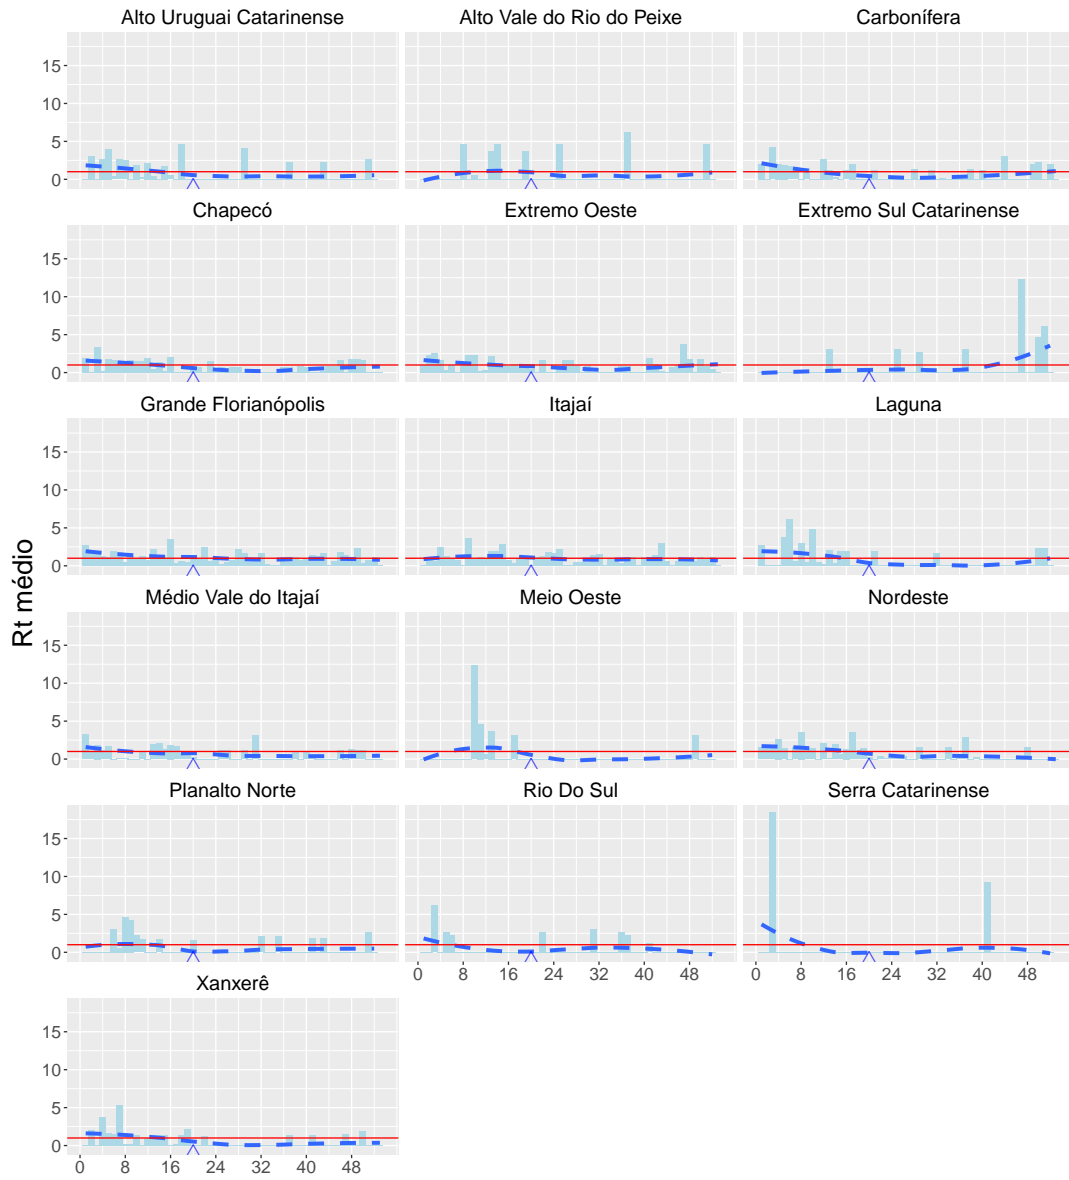 Alto Uruguai Catarinense Alto Vale do Rio do Peixe Carbonífera
15
10
5
0
Chapecó Extremo Oeste Extremo Sul Catarinense
15
10
5
0
Grande Florianópolis Itajaí Laguna
15
10
5
0
Rt médio
Médio Vale do Itajaí Meio Oeste Nordeste
15
10
5
0
Planalto Norte Rio Do Sul Serra Catarinense
15
10
5
0
0 8 16 24 32 40 48 0 8 16 24 32 40 48
Xanxerê
15
10
5
0
0 8 16 24 32 40 48